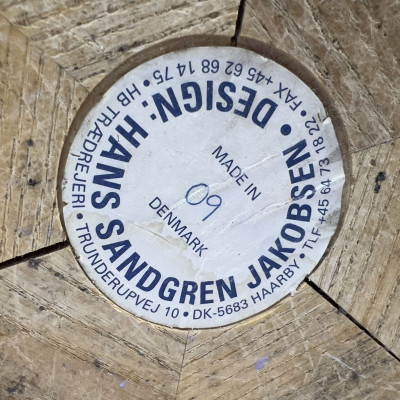 DESIGN: HANS SANDGREN JAKOBSEN •
HB TRÆDREJERI • TRUNDERUPVEJ 10 • DK-5683 HAARBY • TLF +45 64 73 18 22 • FAX +45 62 68 14 75 •
MADE IN
09
DENMARK